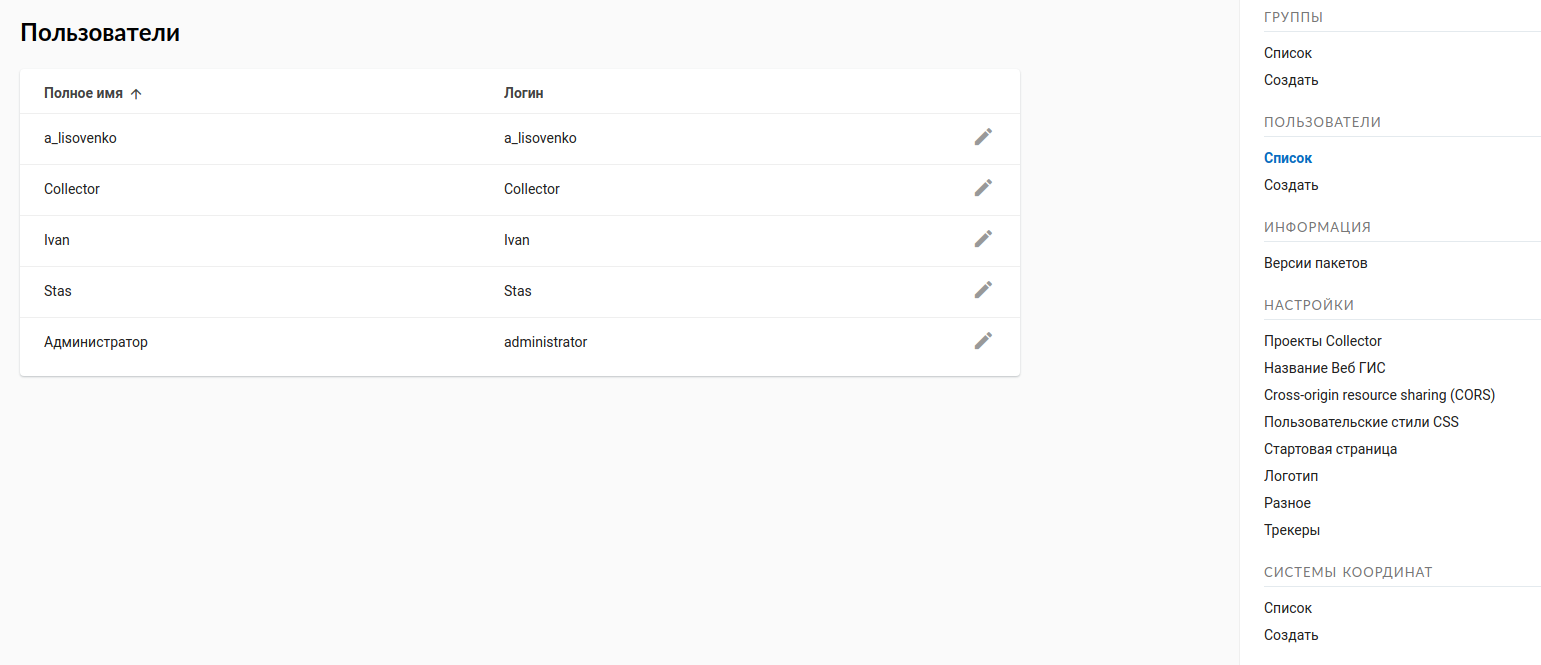 Пользователи
Полное имя Логин
a_lisovenko a_lisovenko
Collector Collector
Ivan Ivan
Stas Stas
Администратор administrator
ГРУППЫ
Список
Создать
ПОЛЬЗОВАТЕЛИ
Список
Создать
ИНФОРМАЦИЯ
Версии пакетов
НАСТРОЙКИ
Проекты Collector
Название Веб ГИС
Cross-origin resource sharing (CORS)
Пользовательские стили CSS
Стартовая страница
Логотип
Разное
Трекеры
СИСТЕМЫ КООРДИНАТ
Список
Создать